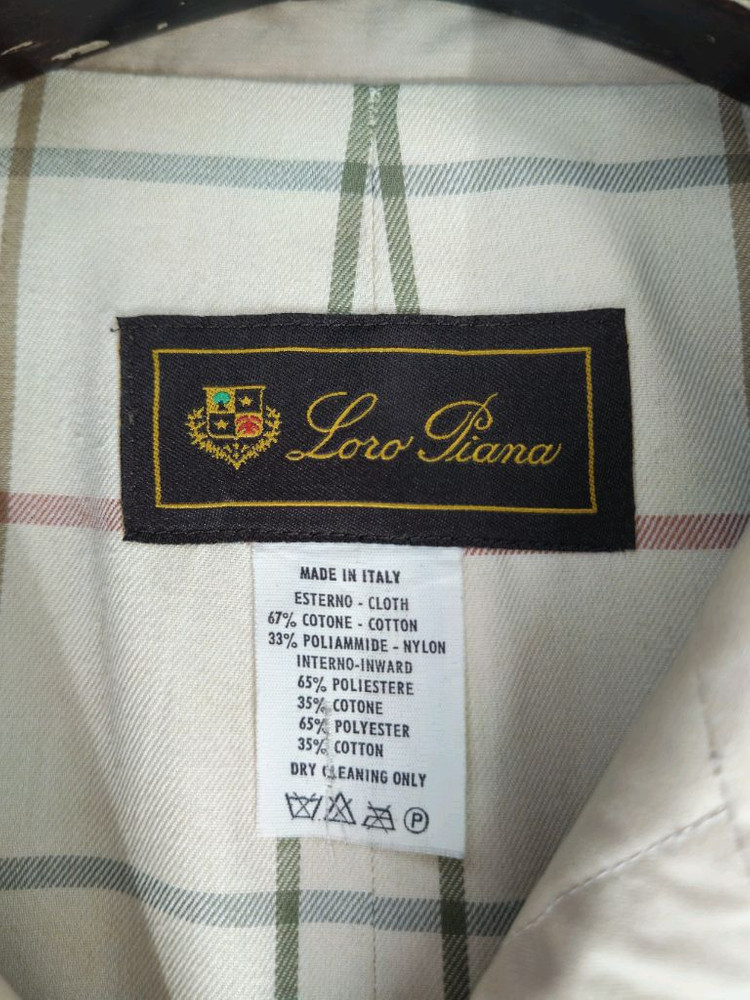 Loro Piana
MADE IN ITALY
ESTERNO - CLOTH
67% COTONE - COTTON
33% POLIAMMIDE - NYLON
INTERNO-INWARD
65% POLIESTERE
35% COTONE
65% POLYESTER
35% COTTON
DRY CLEANING ONLY
P